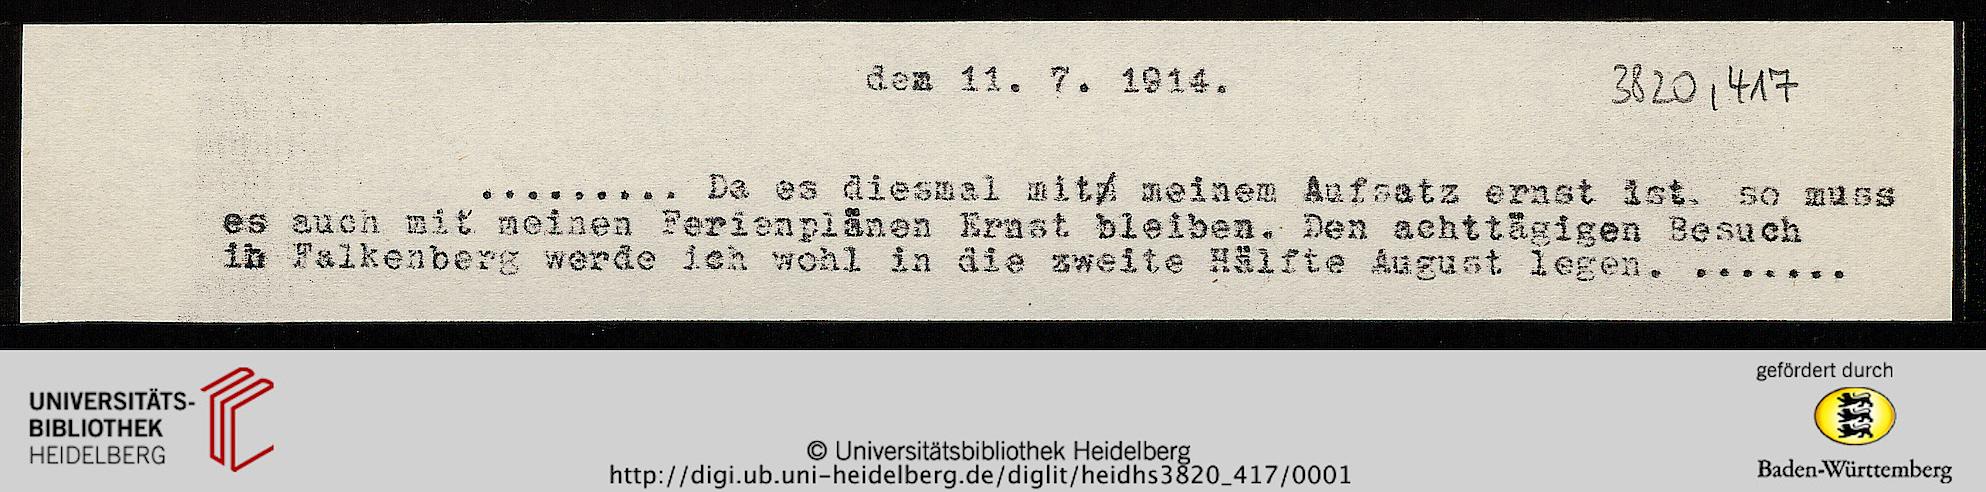 den 11. 7. 1914.
3820,417
......... Da es diesmal mit meinem Aufsatz ernst ist. so muss
es auch mit meinen Ferienplänen Ernst bleiben. Den achttägigen Besuch
in Falkenberg werde ich wohl in die zweite Hälfte August legen. .......
gefördert durch
UNIVERSITÄTS-
BIBLIOTHEK
HEIDELBERG
© Universitätsbibliothek Heidelberg
http://digi.ub.uni-heidelberg.de/diglit/heidhs3820_417/0001
Baden-Württemberg